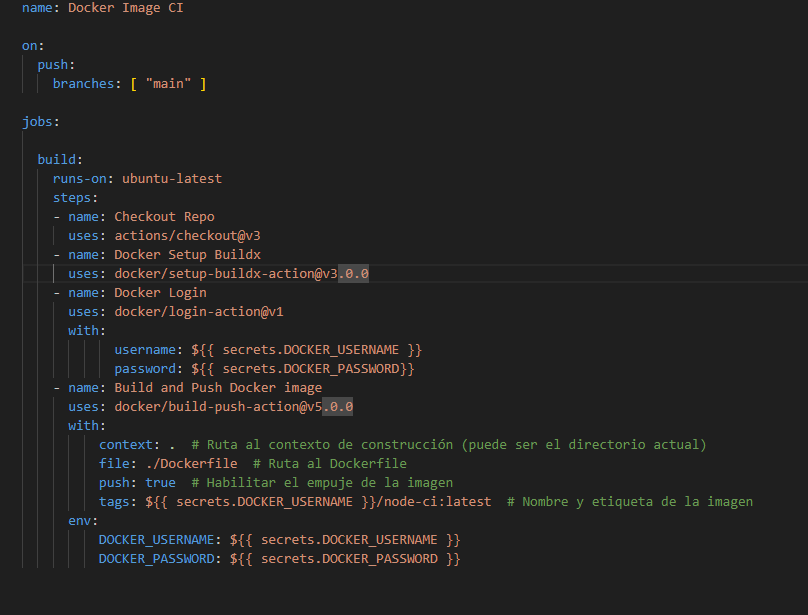 name: Docker Image CI
on:
push:
branches: [ "main" ]
jobs:
build:
runs-on: ubuntu-latest
steps:
- name: Checkout Repo
uses: actions/checkout@v3
- name: Docker Setup Buildx
uses: docker/setup-buildx-action@v3.0.0
- name: Docker Login
uses: docker/login-action@v1
with:
username: ${{ secrets.DOCKER_USERNAME }}
password: ${{ secrets.DOCKER_PASSWORD}}
- name: Build and Push Docker image
uses: docker/build-push-action@v5.0.0
with:
context: .  # Ruta al contexto de construcción (puede ser el directorio actual)
file: ./Dockerfile  # Ruta al Dockerfile
push: true  # Habilitar el empuje de la imagen
tags: ${{ secrets.DOCKER_USERNAME }}/node-ci:latest  # Nombre y etiqueta de la imagen
env:
DOCKER_USERNAME: ${{ secrets.DOCKER_USERNAME }}
DOCKER_PASSWORD: ${{ secrets.DOCKER_PASSWORD }}